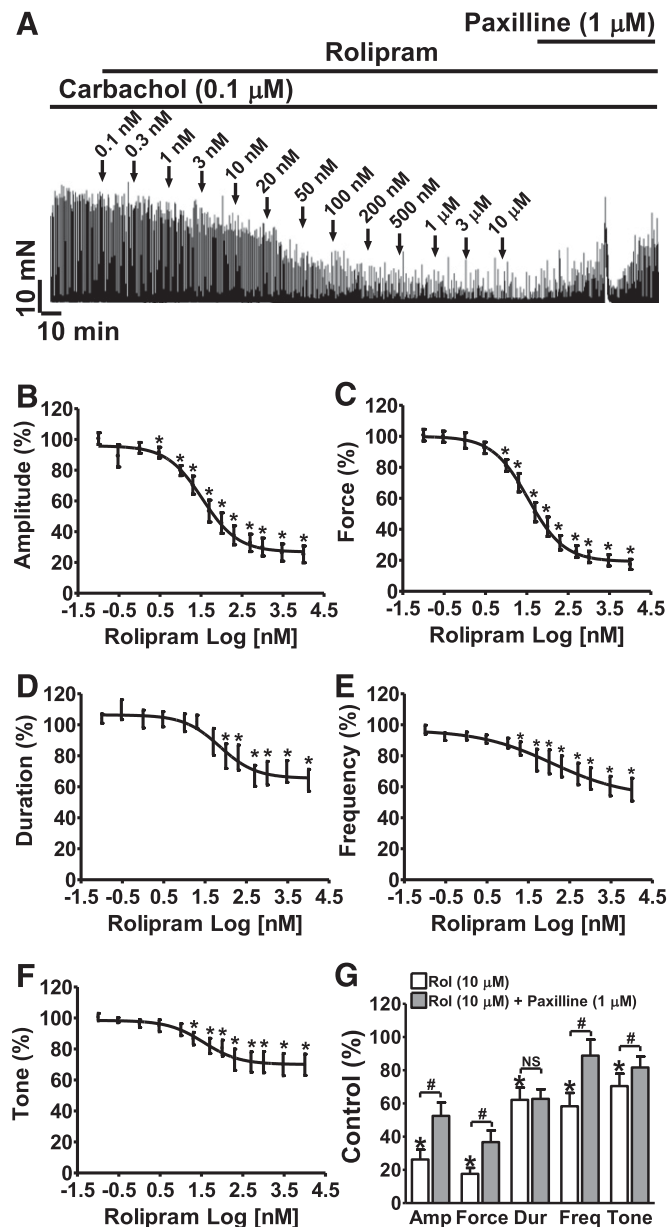 A
Paxilline (1 μM)
Rolipram
Carbachol (0.1 μM)
0.1 nM
0.3 nM
1 nM
3 nM
10 nM
20 nM
50 nM
100 nM
200 nM
500 nM
1 μM
3 μM
10 μM
10 mN
10 min
B
Amplitude (%)
120
100
80
60
40
20
0
-1.5 -0.5 0.5 1.5 2.5 3.5 4.5
* * * * * * * * * *
Rolipram Log [nM]
C
Force (%)
120
100
80
60
40
20
0
-1.5 -0.5 0.5 1.5 2.5 3.5 4.5
* * * * * * * * *
Rolipram Log [nM]
D
Duration (%)
120
100
80
60
40
20
0
-1.5 -0.5 0.5 1.5 2.5 3.5 4.5
* * * * * *
Rolipram Log [nM]
E
Frequency (%)
120
100
80
60
40
20
0
-1.5 -0.5 0.5 1.5 2.5 3.5 4.5
* * * * * * * *
Rolipram Log [nM]
F
Tone (%)
120
100
80
60
40
20
0
-1.5 -0.5 0.5 1.5 2.5 3.5 4.5
* * * * * * * *
Rolipram Log [nM]
G
Rol (10 μM)
Rol (10 μM) + Paxilline (1 μM)
Control (%)
120
100
80
60
40
20
0
* # * # * NS * # * #
Amp Force Dur Freq Tone